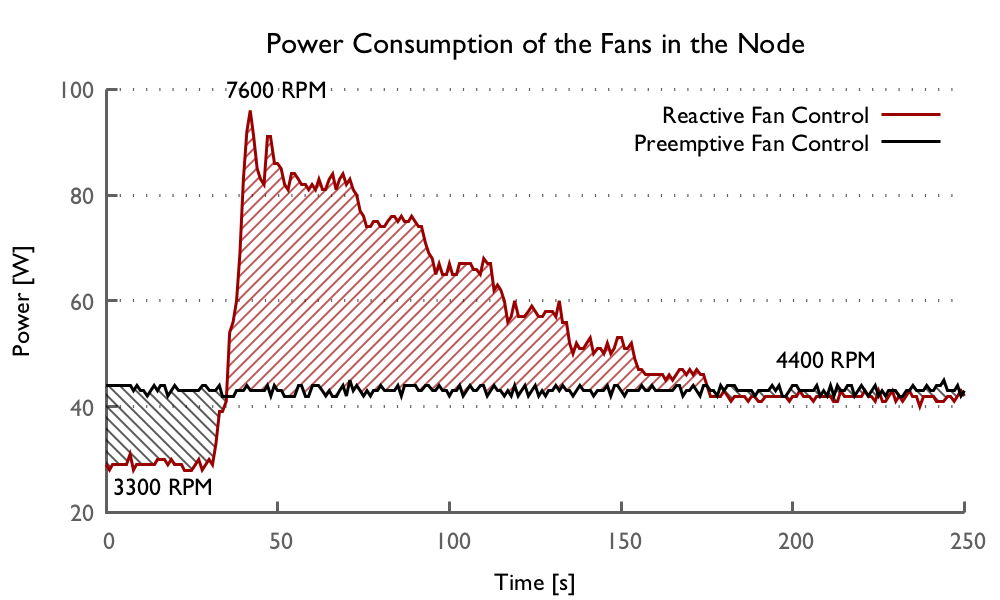 Power Consumption of the Fans in the Node
7600 RPM
Reactive Fan Control
Preemptive Fan Control
4400 RPM
3300 RPM
Power [W]
100
80
60
40
20
0 50 100 150 200 250
Time [s]